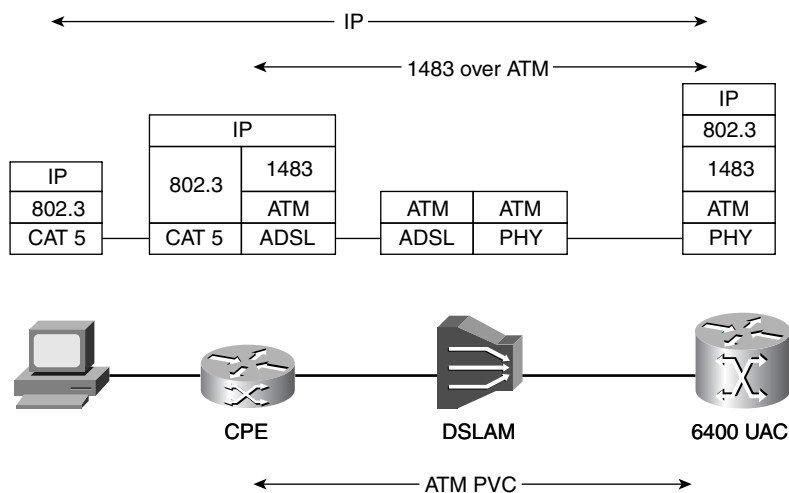 IP
1483 over ATM
IP
802.3
CAT 5
IP
802.3
1483
ATM
CAT 5
ADSL
ATM
ATM
ADSL
PHY
IP
802.3
1483
ATM
PHY
CPE
DSLAM
6400 UAC
ATM PVC